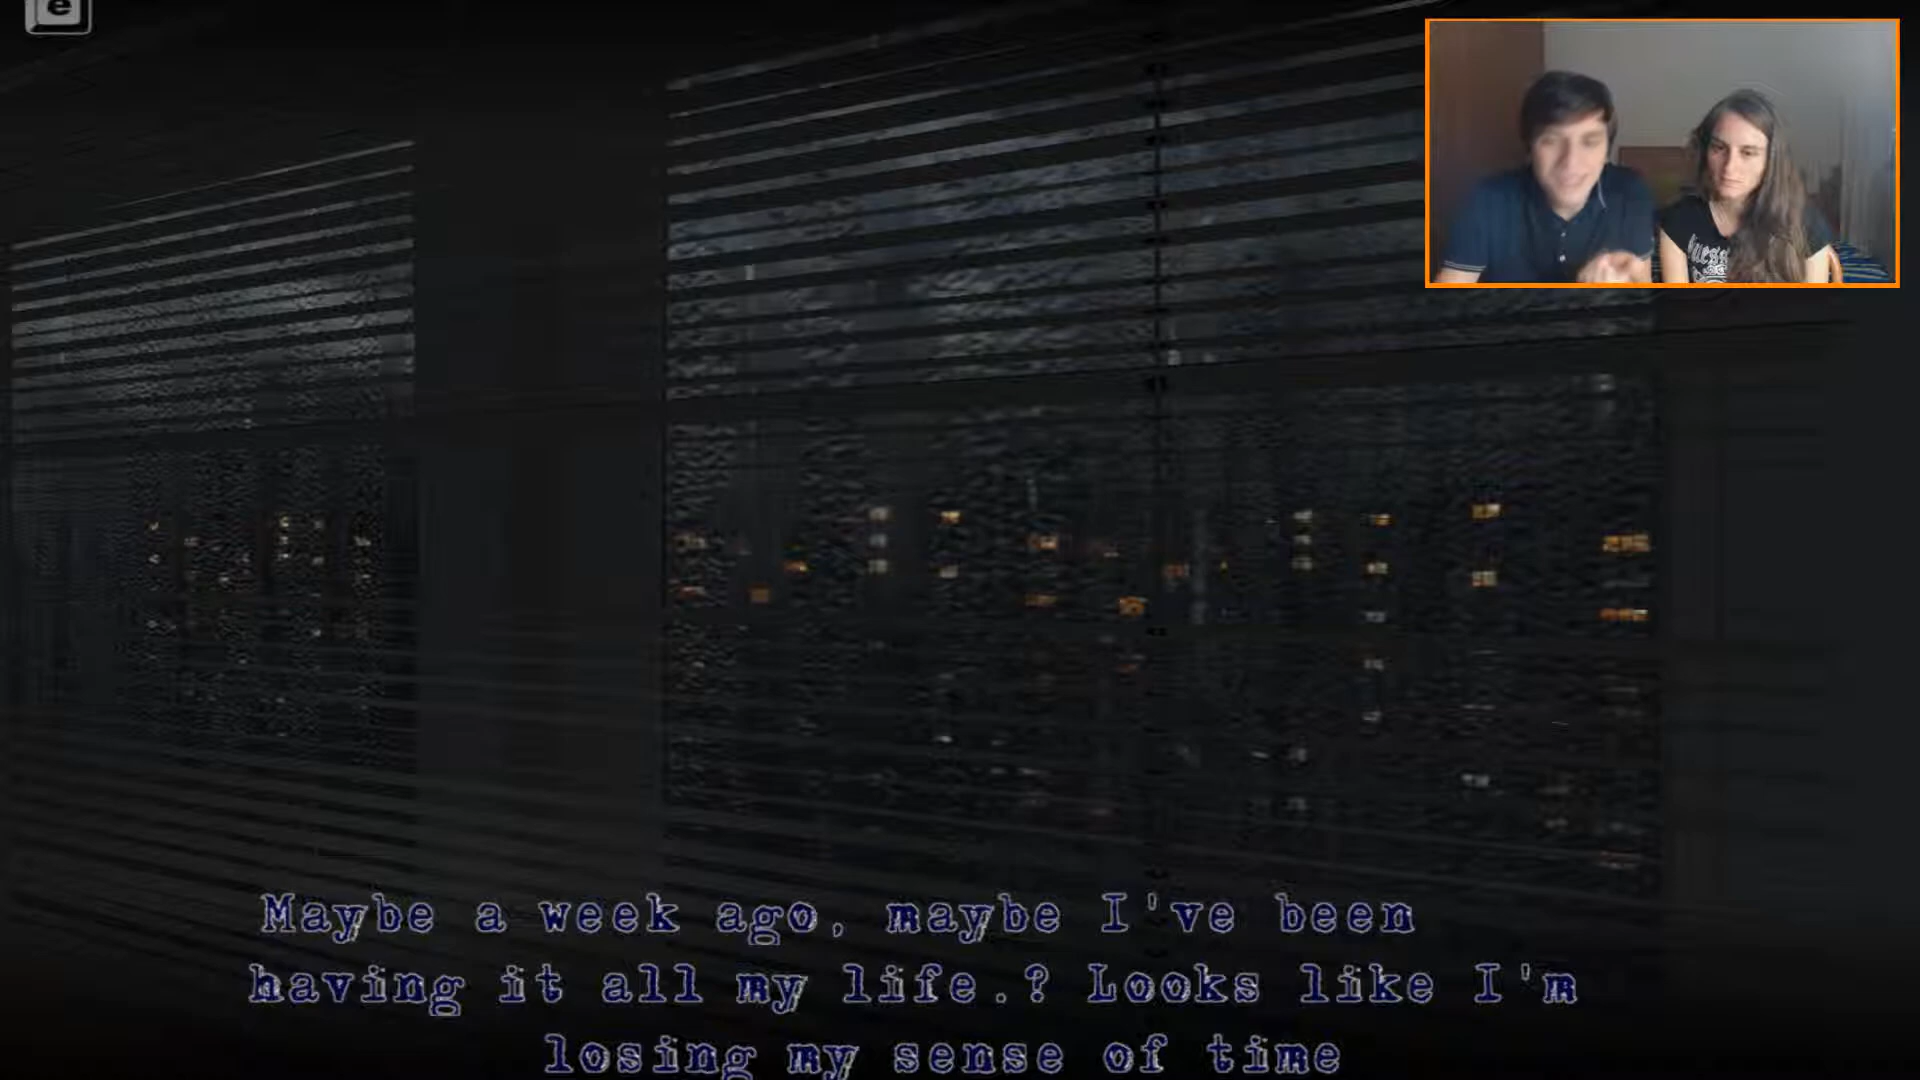 e
Maybe a week ago, maybe I've been
having it all my life.? Looks like I'm
losing my sense of time